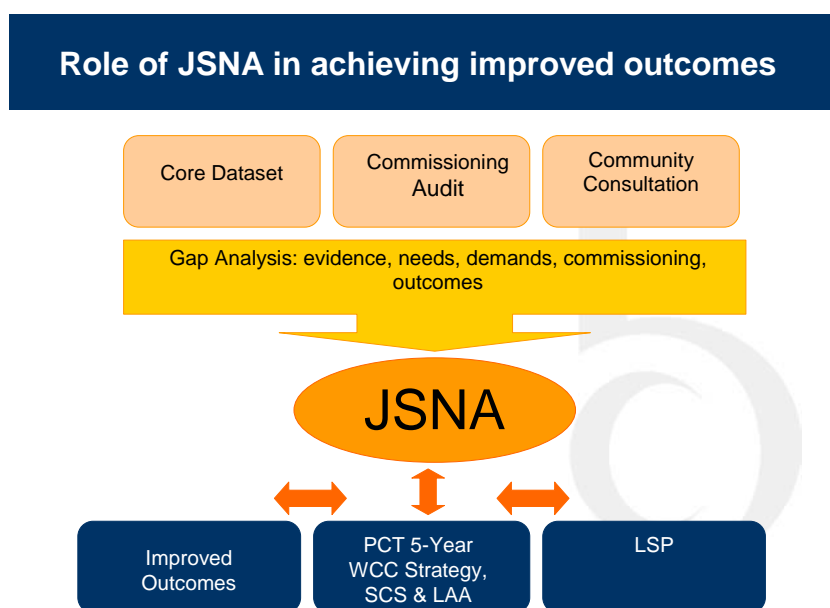 Role of JSNA in achieving improved outcomes
Core Dataset
Commissioning
Audit
Community
Consultation
Gap Analysis: evidence, needs, demands, commissioning,
outcomes
JSNA
Improved
Outcomes
PCT 5-Year
WCC Strategy,
SCS & LAA
LSP